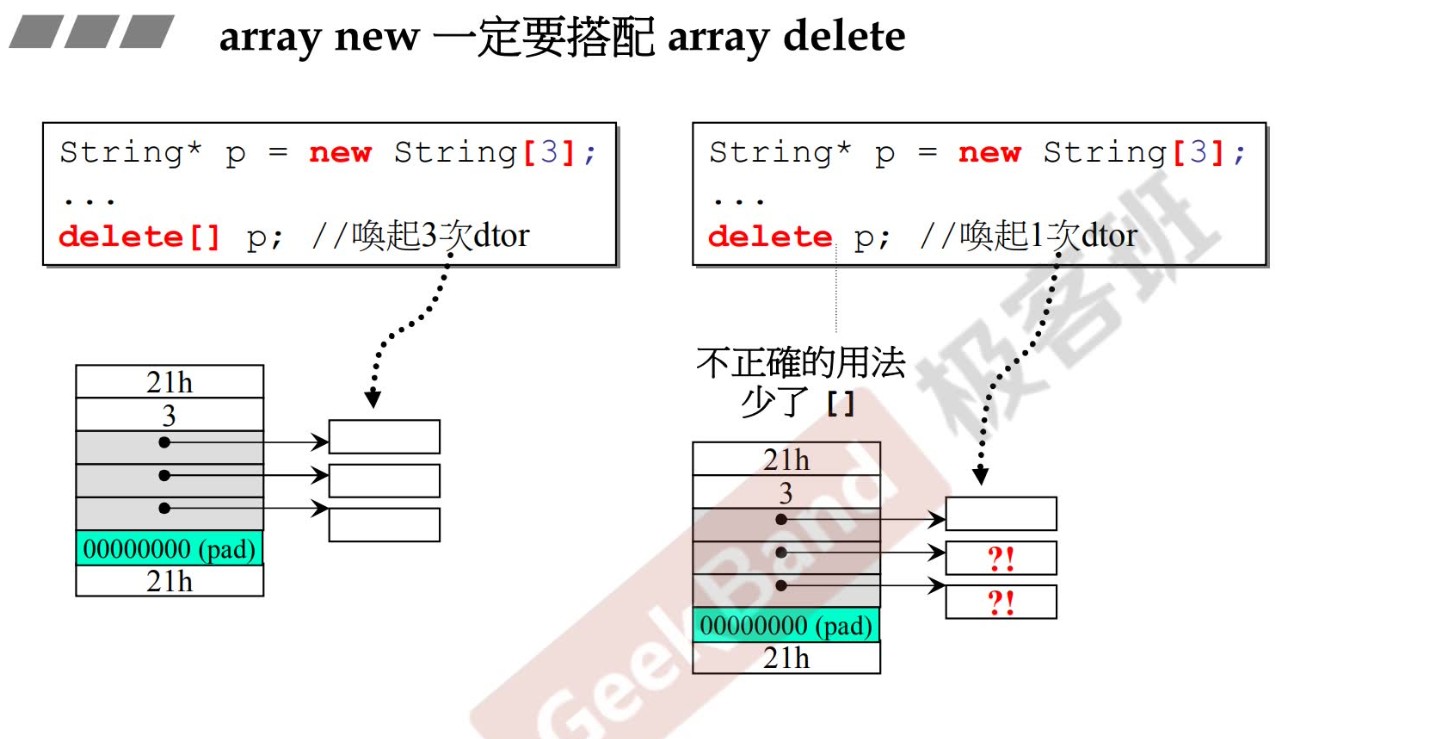 array new 一定要搭配 array delete
String* p = new String[3];
...
delete[] p; //喚起3次dtor
21h
3
00000000 (pad)
21h
String* p = new String[3];
...
delete p; //喚起1次dtor
不正確的用法
少了 []
21h
3
?!
?!
00000000 (pad)
21h
GeekBand
极客班